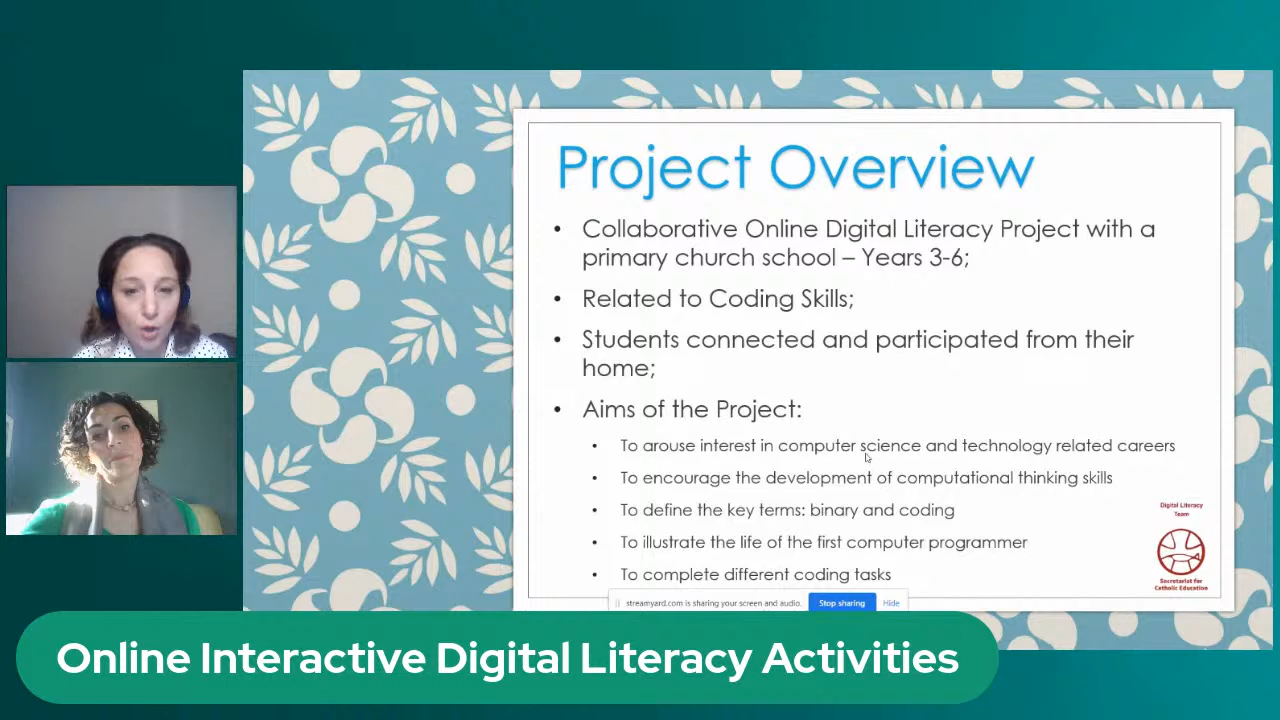 Project Overview
• Collaborative Online Digital Literacy Project with a
primary church school – Years 3-6;
• Related to Coding Skills;
• Students connected and participated from their
home;
• Aims of the Project:
• To arouse interest in computer science and technology related careers
• To encourage the development of computational thinking skills
• To define the key terms: binary and coding
• To illustrate the life of the first computer programmer
• To complete different coding tasks
Digital Literacy
Team
Secretariat for
Catholic Education
streamyard.com is sharing your screen and audio.
Stop sharing
Hide
Online Interactive Digital Literacy Activities